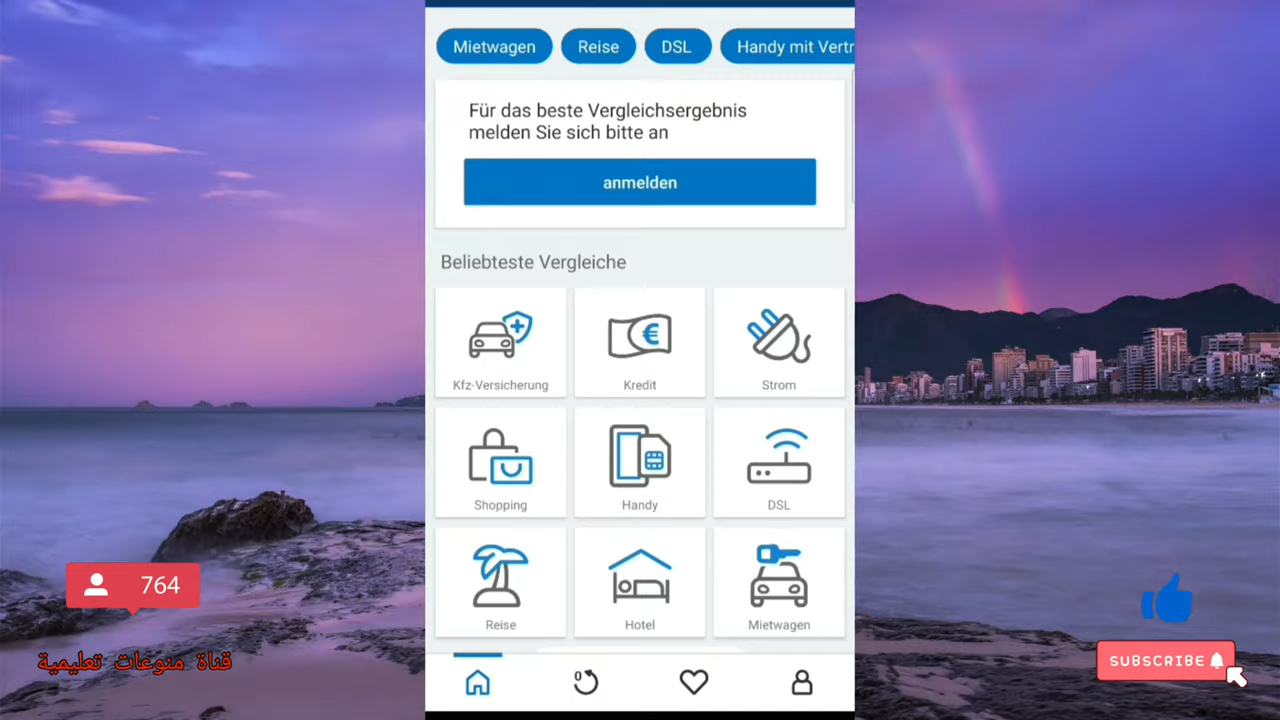 Mietwagen
Reise
DSL
Handy mit Vertr
Für das beste Vergleichsergebnis
melden Sie sich bitte an
anmelden
Beliebteste Vergleiche
Kfz-Versicherung
Kredit
Strom
Shopping
Handy
DSL
Reise
Hotel
Mietwagen
0
764
قناة منوعات تعليمية
SUBSCRIBE